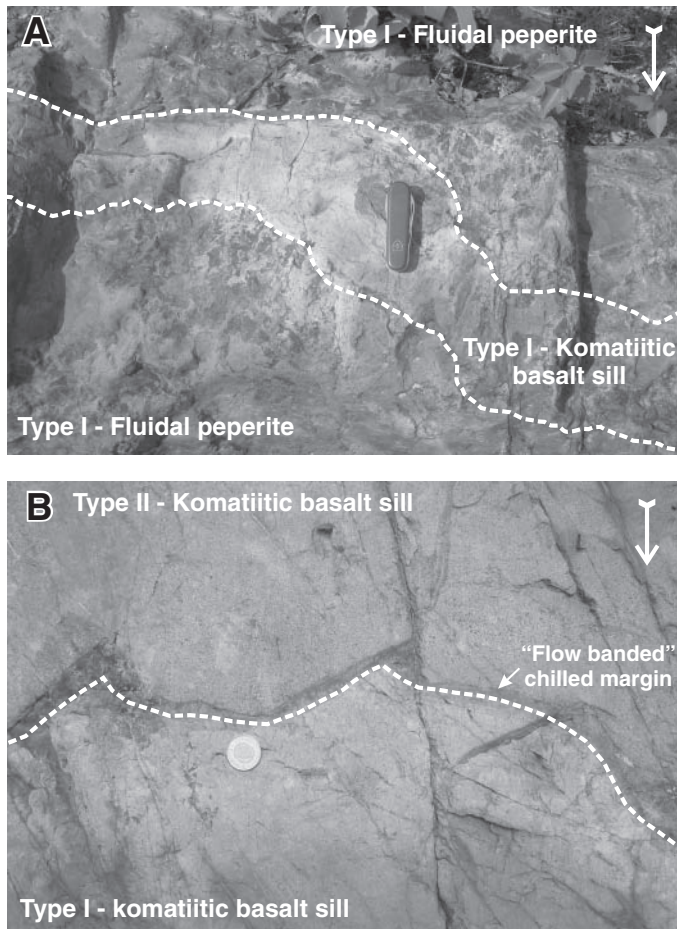 A
Type I - Fluidal peperite
Type I - Komatiitic
basalt sill
Type I - Fluidal peperite
B
Type II - Komatiitic basalt sill
“Flow banded”
chilled margin
Type I - komatiitic basalt sill